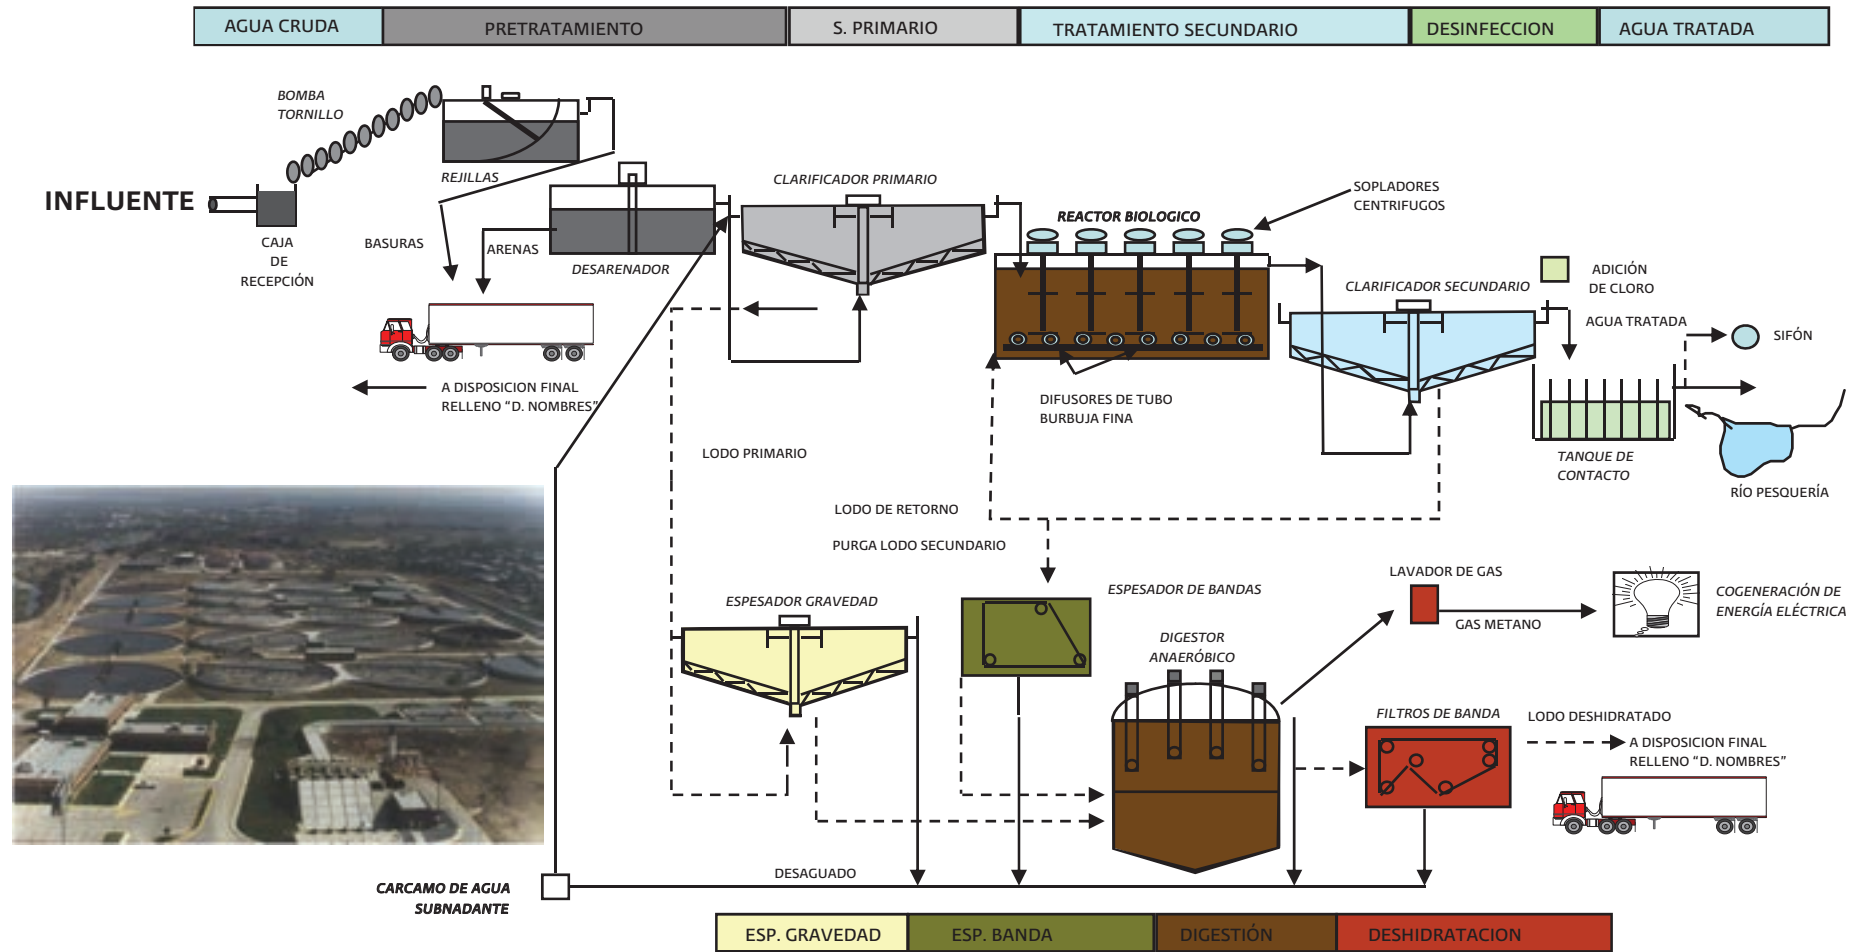 AGUA CRUDA
PRETRATAMIENTO
S. PRIMARIO
TRATAMIENTO SECUNDARIO
DESINFECCION
AGUA TRATADA
BOMBA
TORNILLO
REJILLAS
INFLUENTE
CAJA
DE
RECEPCIÓN
BASURAS
ARENAS
DESARENADOR
CLARIFICADOR PRIMARIO
REACTOR BIOLOGICO
SOPLADORES
CENTRIFUGOS
CLARIFICADOR SECUNDARIO
ADICIÓN
DE CLORO
AGUA TRATADA
SIFÓN
A DISPOSICION FINAL
RELLENO “D. NOMBRES”
DIFUSORES DE TUBO
BURBUJA FINA
TANQUE DE
CONTACTO
RÍO PESQUERÍA
LODO PRIMARIO
LODO DE RETORNO
PURGA LODO SECUNDARIO
ESPESADOR GRAVEDAD
ESPESADOR DE BANDAS
DIGESTOR
ANAERÓBICO
LAVADOR DE GAS
GAS METANO
COGENERACIÓN DE
ENERGÍA ELÉCTRICA
FILTROS DE BANDA
LODO DESHIDRATADO
A DISPOSICION FINAL
RELLENO “D. NOMBRES”
DESAGUADO
CARCAMO DE AGUA
SUBNADANTE
ESP. GRAVEDAD
ESP. BANDA
DIGESTIÓN
DESHIDRATACION